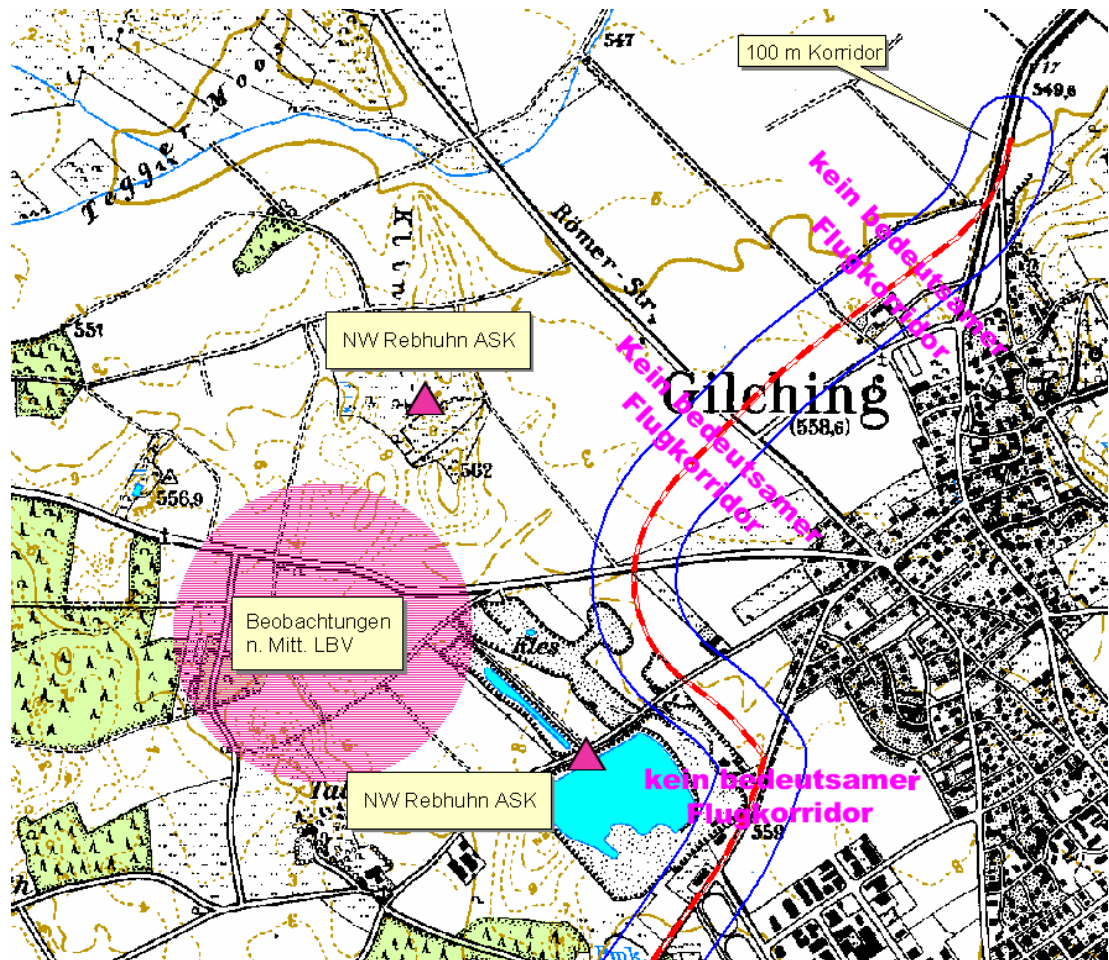 547
100 m Korridor
17
549,6
Moos
kein bedeutsamer
Flugkorridor
Römer-Str.
551
NW Rebhuhn ASK
Kein bedeutsamer
Flugkorridor
Gilching
(558,6)
562
556,9
Beobachtungen
n. Mitt. LBV
Kies
kein bedeutsamer
Flugkorridor
NW Rebhuhn ASK
559